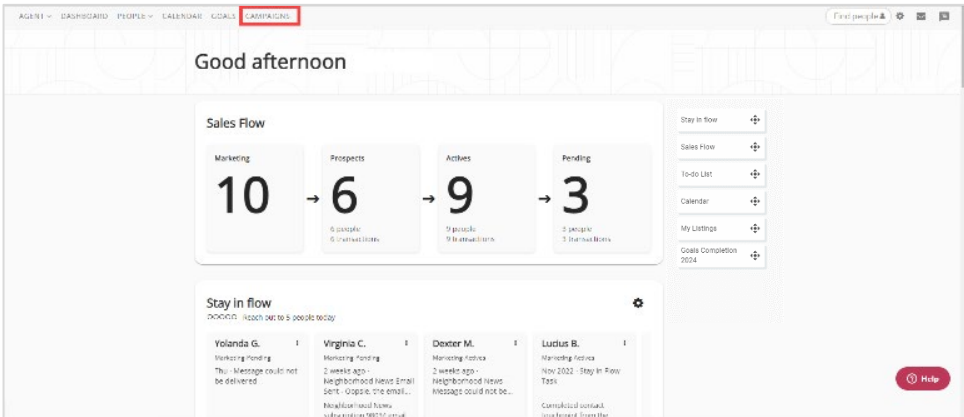 AGENT DASHBOARD PEOPLE CALENDAR GOALS CAMPAIGNS
Find people
Good afternoon
Sales Flow
Marketing
10
Prospects
6
6 people
6 transactions
Actives
9
9 people
9 transactions
Pending
3
3 people
3 transactions
Stay in flow
Sales Flow
To-do List
Calendar
My Listings
Goals Completion
2024
Stay in flow
Reach out to 5 people today
Yolanda G.
Marketing Pending
Thu - Message could not
be delivered
Virginia C.
Marketing Pending
2 weeks ago -
Neighborhood News Email
Sent - Oopsie, the email...
Neighborhood News
Dexter M.
Marketing Actives
2 weeks ago -
Neighborhood News
Message could not be...
Lucius B.
Marketing Actives
Nov 2022 - Stay in Flow
Task
Completed contact
Help